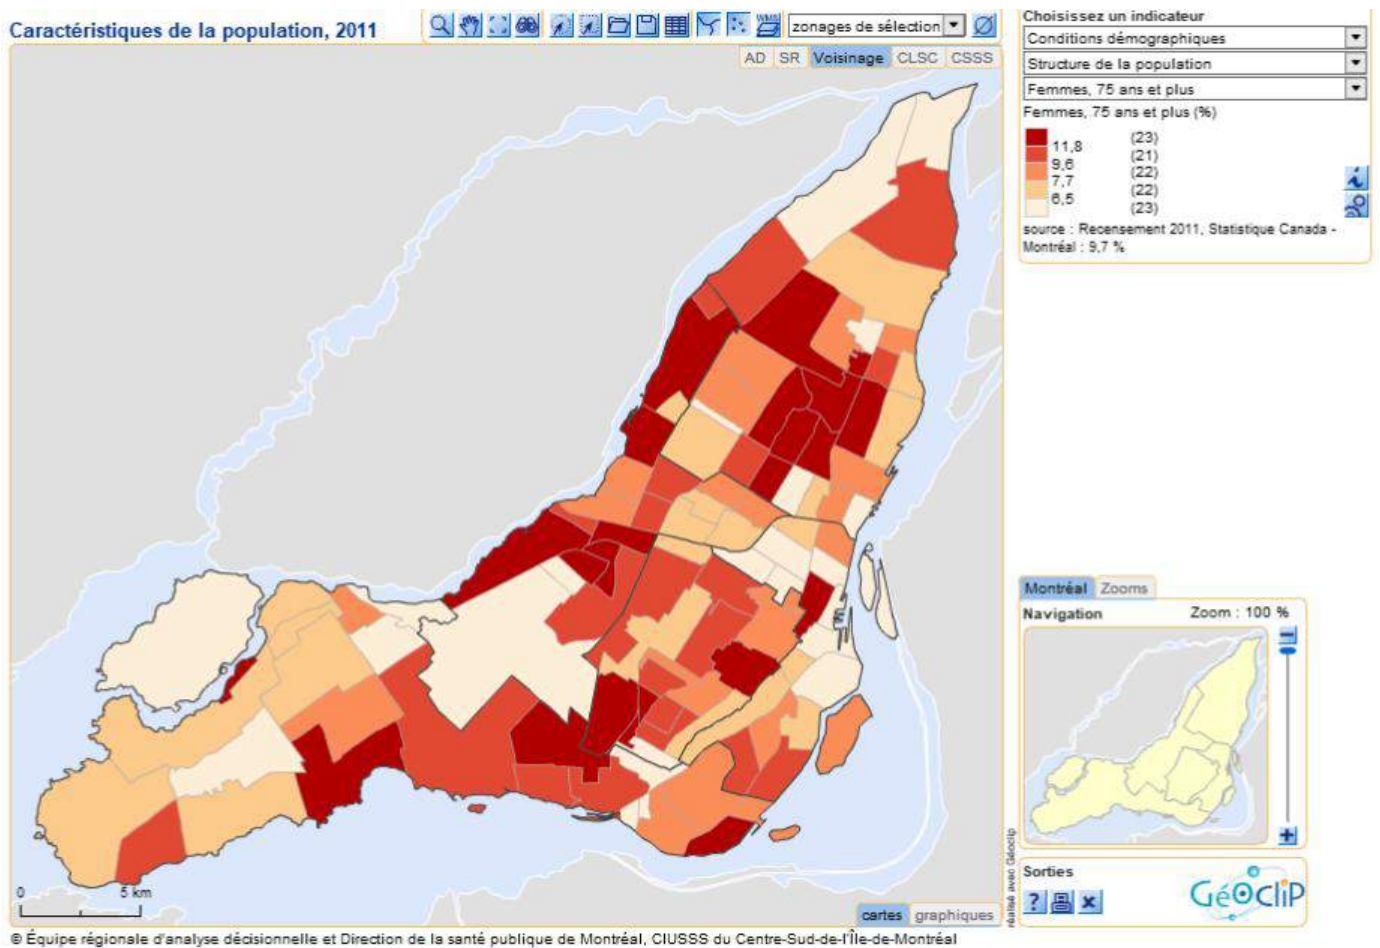 Caractéristiques de la population, 2011
zonages de sélection
AD SR Voisinage CLSC CSSS
Choisissez un indicateur
Conditions démographiques
Structure de la population
Femmes, 75 ans et plus
Femmes, 75 ans et plus (%)
(23)
11,8
(21)
9,6
(22)
7,7
(22)
6,5
(23)
source : Recensement 2011, Statistique Canada -
Montréal : 9,7 %
Montréal Zooms
Navigation Zoom : 100 %
réalisé avec Géoclip
Sorties
GéOcliP
0 5 km
cartes graphiques
© Équipe régionale d'analyse décisionnelle et Direction de la santé publique de Montréal, CIUSSS du Centre-Sud-de-l'Île-de-Montréal